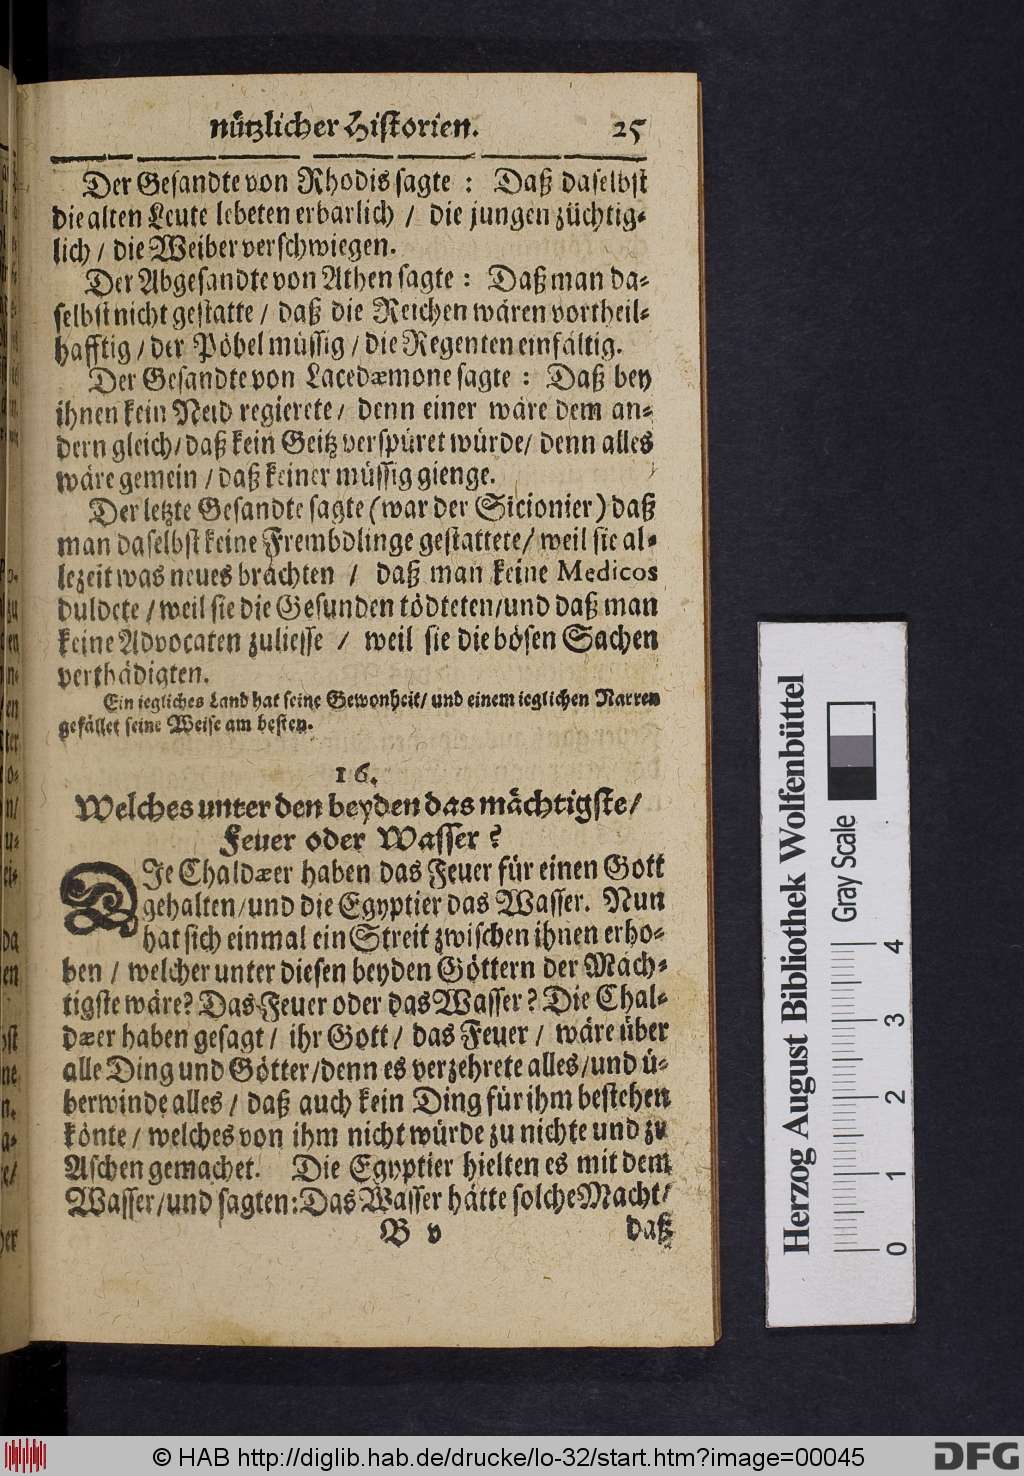 nützlicher Historien. 25
Der Gesandte von Rhodis sagte : Daß daselbst
die alten Leute lebeten erbarlich / die jungen züchtig-
lich / die Weiber verschwiegen.
Der Abgesandte von Athen sagte : Daß man da-
selbst nicht gestatte / daß die Reichen wären vortheil-
hafftig / der Pöbel müssig / die Regenten einfältig.
Der Gesandte von Lacedæmone sagte : Daß bey
ihnen kein Neid regierete / denn einer wäre dem an-
dern gleich / daß kein Geitz verspüret würde / denn alles
wäre gemein / daß keiner müssig gienge.
Der letzte Gesandte sagte (war der Sicionier) daß
man daselbst keine Frembdlinge gestattete / weil sie al-
lezeit was neues brächten / daß man keine Medicos
duldete / weil sie die Gesunden tödteten / und daß man
keine Advocaten zuliesse / weil sie die bösen Sachen
verthädigten.
Ein iegliches Land hat seine Gewonheit / und einem ieglichen Narren
gefället seine Weise am besten.
16.
Welches unter den beyden das mächtigste /
Feuer oder Wasser ?
DIe Chaldæer haben das Feuer für einen Gott
gehalten / und die Egyptier das Wasser. Nun
hat sich einmal ein Streit zwischen ihnen erho-
ben / welcher unter diesen beyden Göttern der Mäch-
tigste wäre? Das Feuer oder das Wasser ? Die Chal-
dæer haben gesagt / ihr Gott / das Feuer / wäre über
alle Ding und Götter / denn es verzehrete alles / und ü-
berwinde alles / daß auch kein Ding für ihm bestehen
könte / welches von ihm nicht würde zu nichte und zu
Aschen gemachet. Die Egyptier hielten es mit dem
Wasser / und sagten: Das Wasser hätte solche Macht /
B v daß
Herzog August Bibliothek Wolfenbüttel
Gray Scale
0 1 2 3 4
© HAB http://diglib.hab.de/drucke/lo-32/start.htm?image=00045
DFG